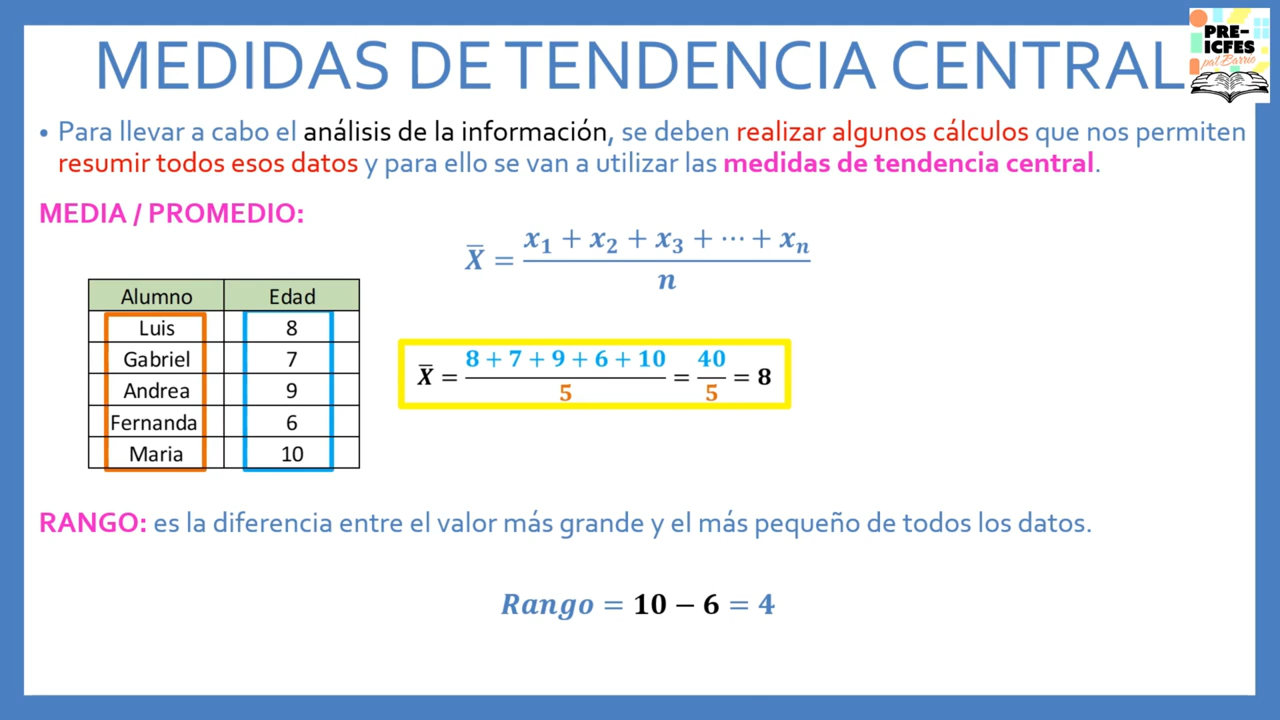 MEDIDAS DE TENDENCIA CENTRAL
PRE-
ICFES
pa'l Barrio
• Para llevar a cabo el análisis de la información, se deben realizar algunos cálculos que nos permiten
resumir todos esos datos y para ello se van a utilizar las medidas de tendencia central.
MEDIA / PROMEDIO:
X̅ = (x₁ + x₂ + x₃ + ⋯ + xₙ) / n
Alumno Edad
Luis 8
Gabriel 7
Andrea 9
Fernanda 6
Maria 10
X̅ = (8 + 7 + 9 + 6 + 10) / 5 = 40 / 5 = 8
RANGO: es la diferencia entre el valor más grande y el más pequeño de todos los datos.
Rango = 10 − 6 = 4